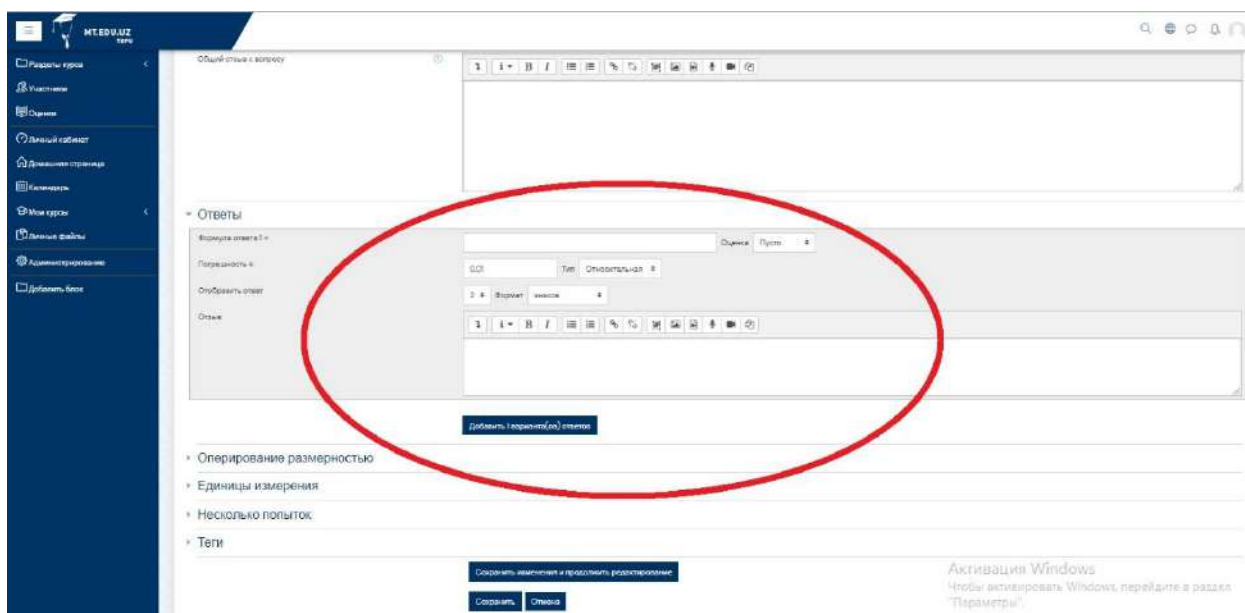 MT.EDU.UZ
TSPU
Разделы курса
Участники
Оценки
Личный кабинет
Домашняя страница
Календарь
Мои курсы
Личные файлы
Администрирование
Добавить блок
Общий отзыв к вопросу
Ответы
Формула ответа 1 =
Оценка Пусто
Погрешность ±
0,01 Тип Относительная
Отобразить ответ
2 Формат знаков
Отзыв
Добавить 1 варианта(ов) ответов
Оперирование размерностью
Единицы измерения
Несколько попыток
Теги
Сохранить изменения и продолжить редактирование
Сохранить Отмена
Активация Windows
Чтобы активировать Windows, перейдите в раздел
"Параметры".